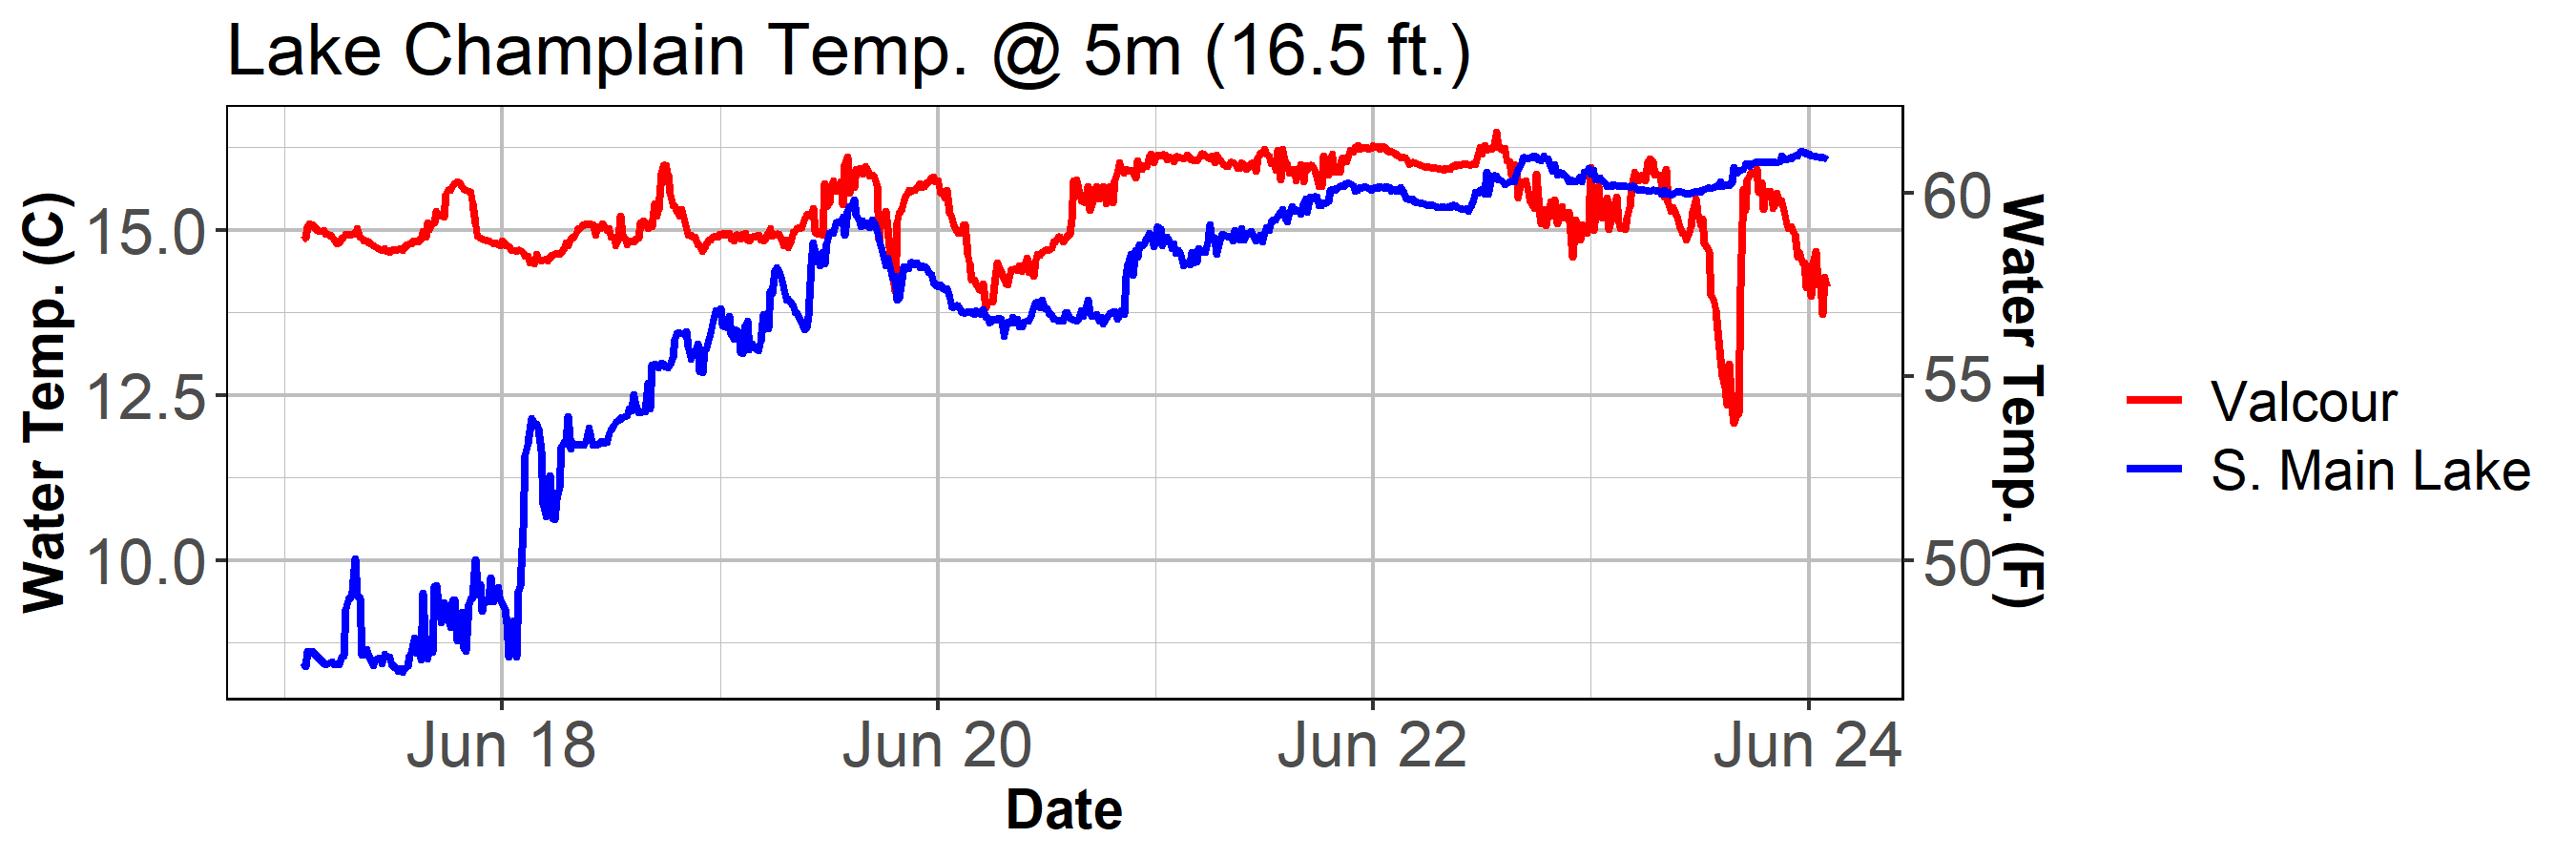 Lake Champlain Temp. @ 5m (16.5 ft.)
Water Temp. (C)
15.0
12.5
10.0
60
55
50
Water Temp. (F)
Jun 18
Jun 20
Jun 22
Jun 24
Date
Valcour
S. Main Lake